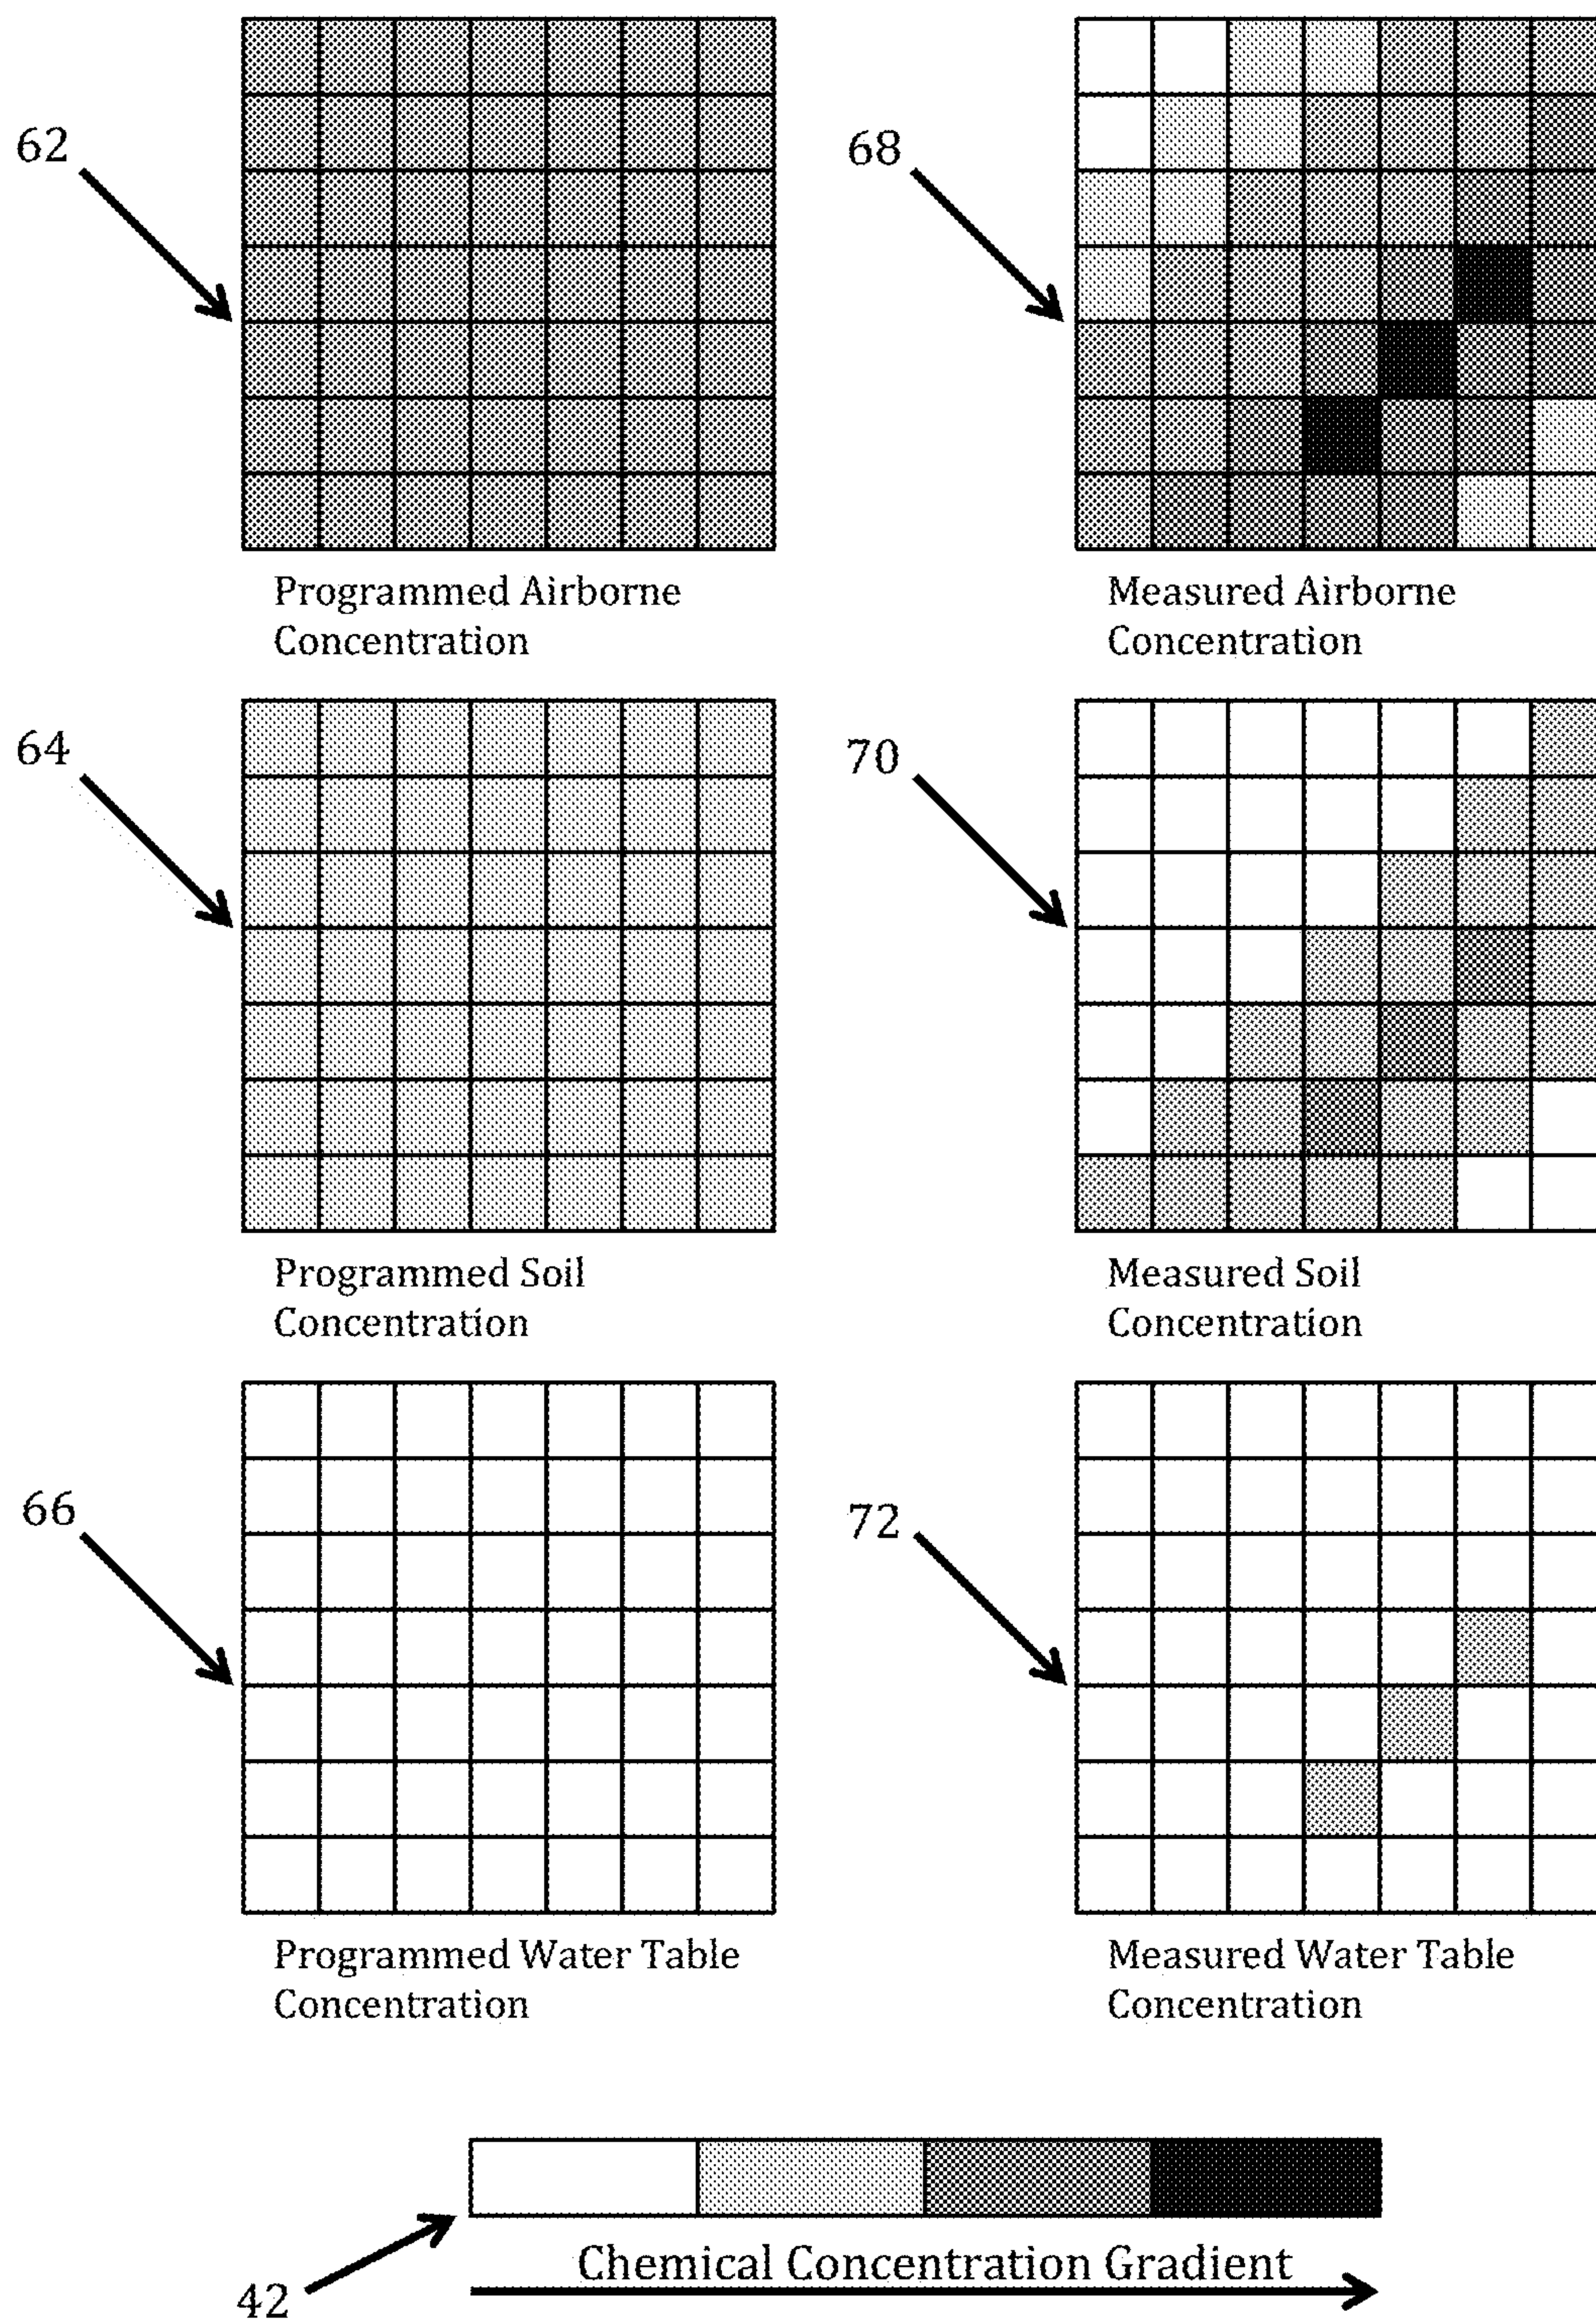 62
68
Programmed Airborne
Concentration
Measured Airborne
Concentration
64
70
Programmed Soil
Concentration
Measured Soil
Concentration
66
72
Programmed Water Table
Concentration
Measured Water Table
Concentration
Chemical Concentration Gradient
42